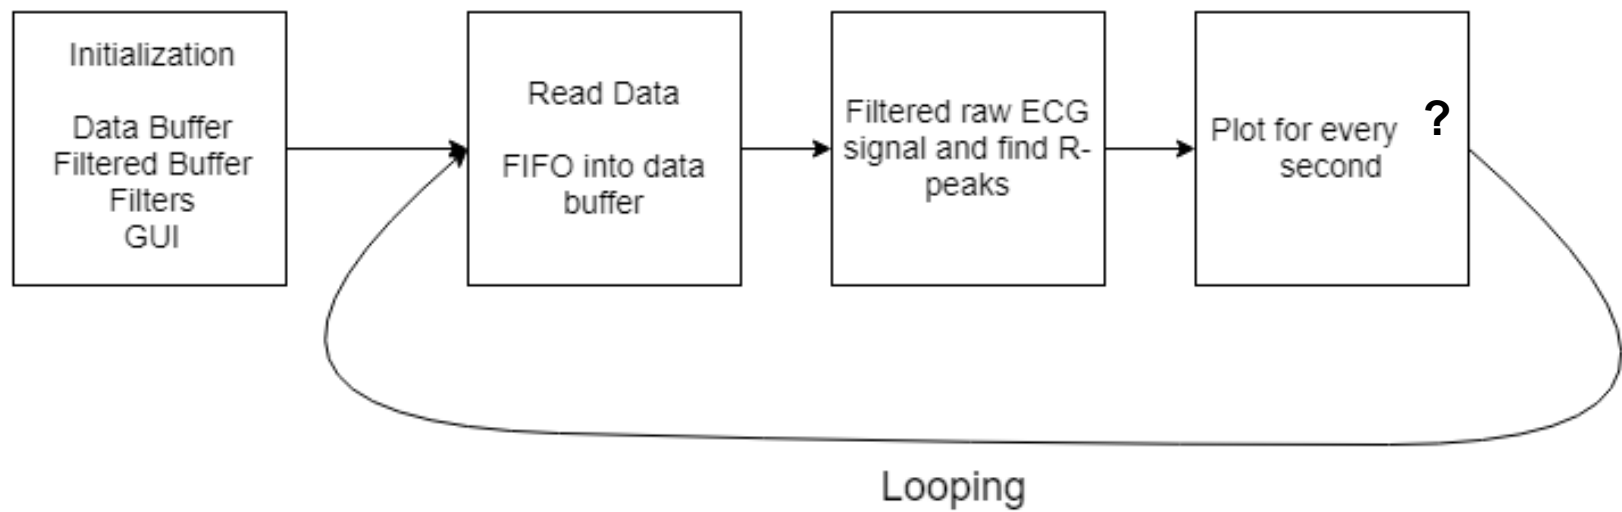 Initialization
Data Buffer
Filtered Buffer
Filters
GUI
Read Data
FIFO into data
buffer
Filtered raw ECG
signal and find R-
peaks
Plot for every ?
second
Looping